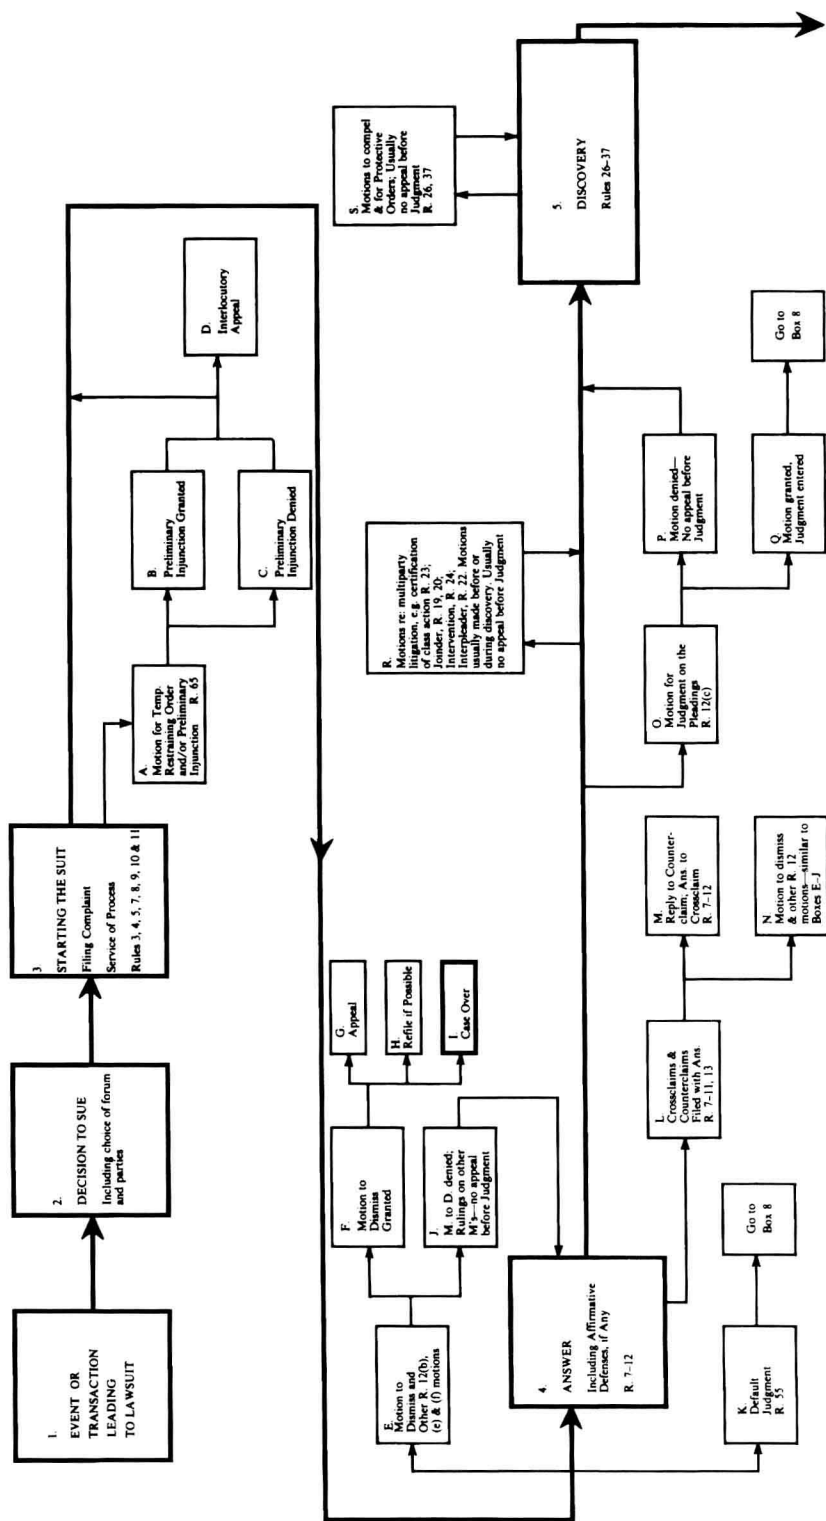 1.
EVENT OR
TRANSACTION
LEADING
TO LAWSUIT
2.
DECISION TO SUE
Including choice of forum
and parties
3.
STARTING THE SUIT
Filing Complaint
Service of Process
Rules 3, 4, 5, 7, 8, 9, 10 & 11
A.
Motion for Temp.
Restraining Order
and/or Preliminary
Injunction R. 65
B.
Preliminary
Injunction Granted
C.
Preliminary
Injunction Denied
D.
Interlocutory
Appeal
E.
Motion to
Dismiss and
Other R. 12(b),
(e) & (f) motions
F.
Motion to
Dismiss
Granted
G.
Appeal
H.
Refile if Possible
I.
Case Over
J.
M. to D. denied;
Rulings on other
M's—no appeal
before Judgment
4.
ANSWER
Including Affirmative
Defenses, if Any
R. 7-12
K.
Default
Judgment
R. 55
Go to
Box 8
L.
Crossclaims &
Counterclaims
Filed with Ans.
R. 7-11, 13
M.
Reply to Counter-
claim; Ans. to
Crossclaim
R. 7-12
N.
Motion to dismiss
& other R. 12
motions—similar to
Boxes E-J
O.
Motion for
Judgment on the
Pleadings
R. 12(c)
P.
Motion denied—
No appeal before
Judgment
Q.
Motion granted,
Judgment entered
Go to
Box 8
R.
Motions re: multiparty
litigation, e.g. certification
of class action R. 23;
Joinder, R. 19, 20;
Intervention, R. 24;
Interpleader, R. 22. Motions
usually made before or
during discovery. Usually
no appeal before Judgment
S.
Motions to compel
& for Protective
Orders; Usually
no appeal before
Judgment
R. 26, 37
5.
DISCOVERY
Rules 26-37